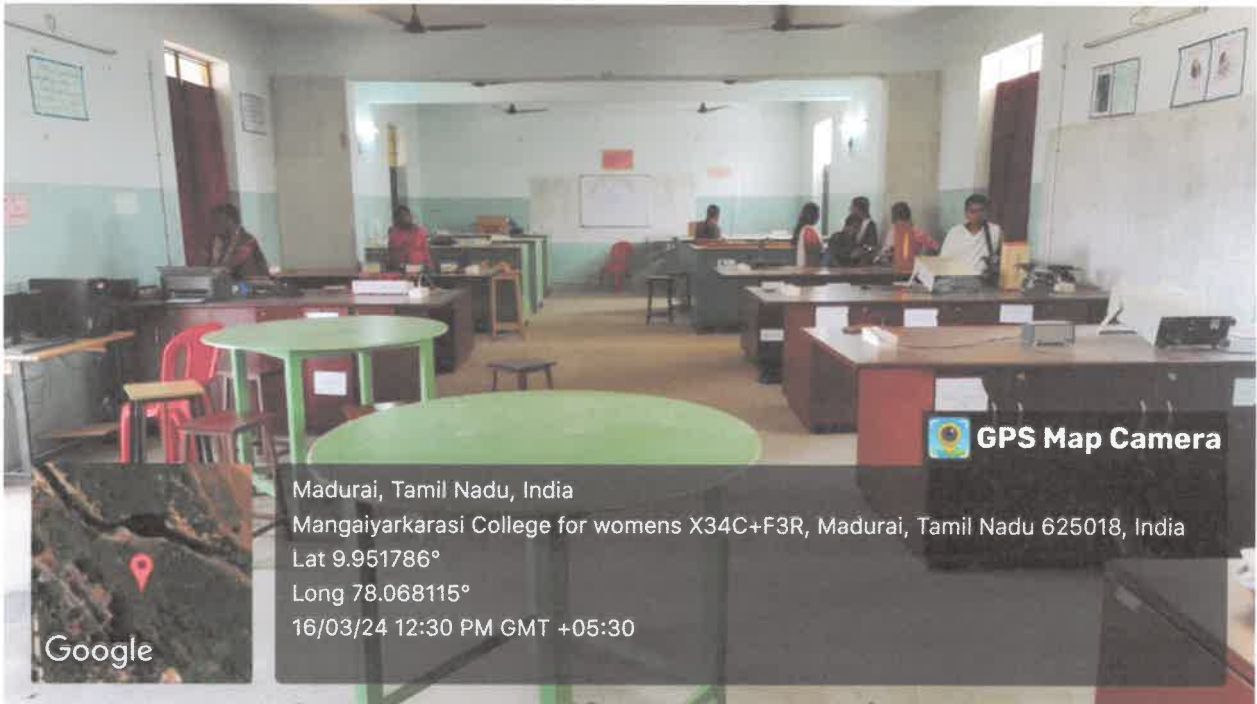 GPS Map Camera
Madurai, Tamil Nadu, India
Mangaiyarkarasi College for womens X34C+F3R, Madurai, Tamil Nadu 625018, India
Lat 9.951786°
Long 78.068115°
16/03/24 12:30 PM GMT +05:30
Google